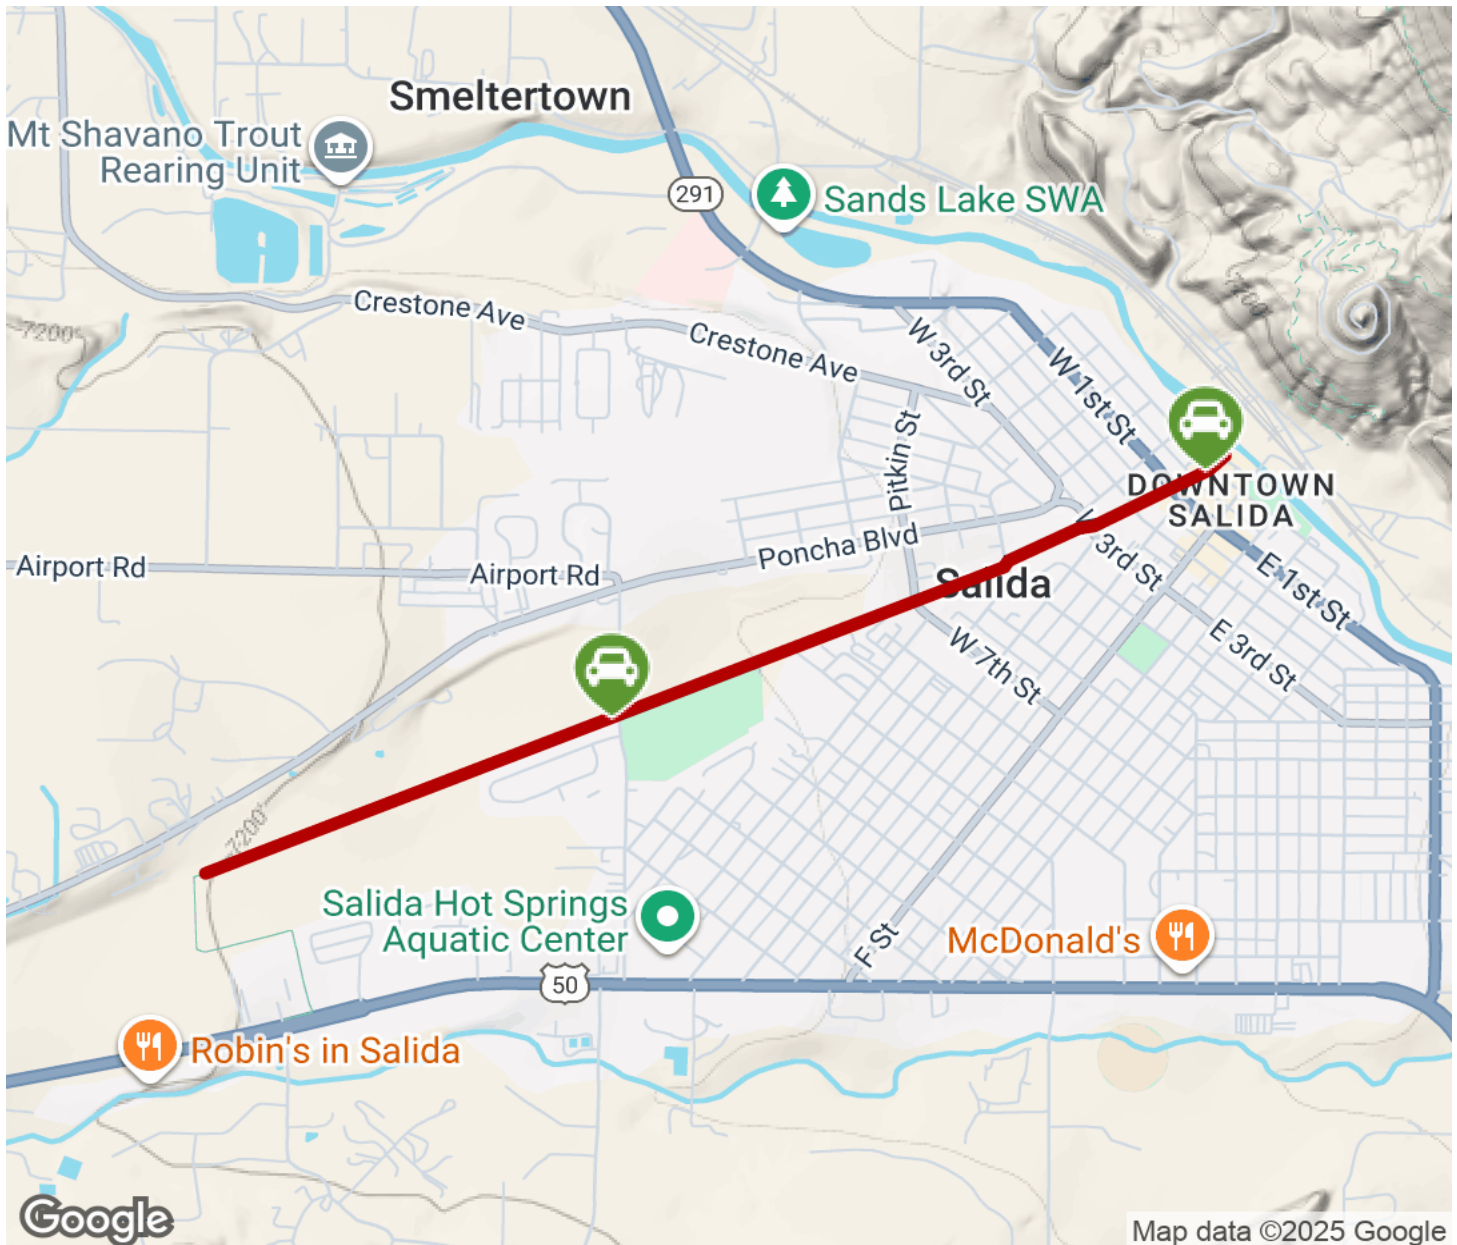 Smeltertown
Mt Shavano Trout
Rearing Unit
291
Sands Lake SWA
7200
Crestone Ave
Crestone Ave
7200'
W 3rd St
W 1st St
Pitkin St
DOWNTOWN
SALIDA
Airport Rd
Airport Rd
Poncha Blvd
W 3rd St
E 1st St
Salida
E 3rd St
W 7th St
7200'
Salida Hot Springs
Aquatic Center
F St
McDonald's
50
Robin's in Salida
Google
Map data ©2025 Google